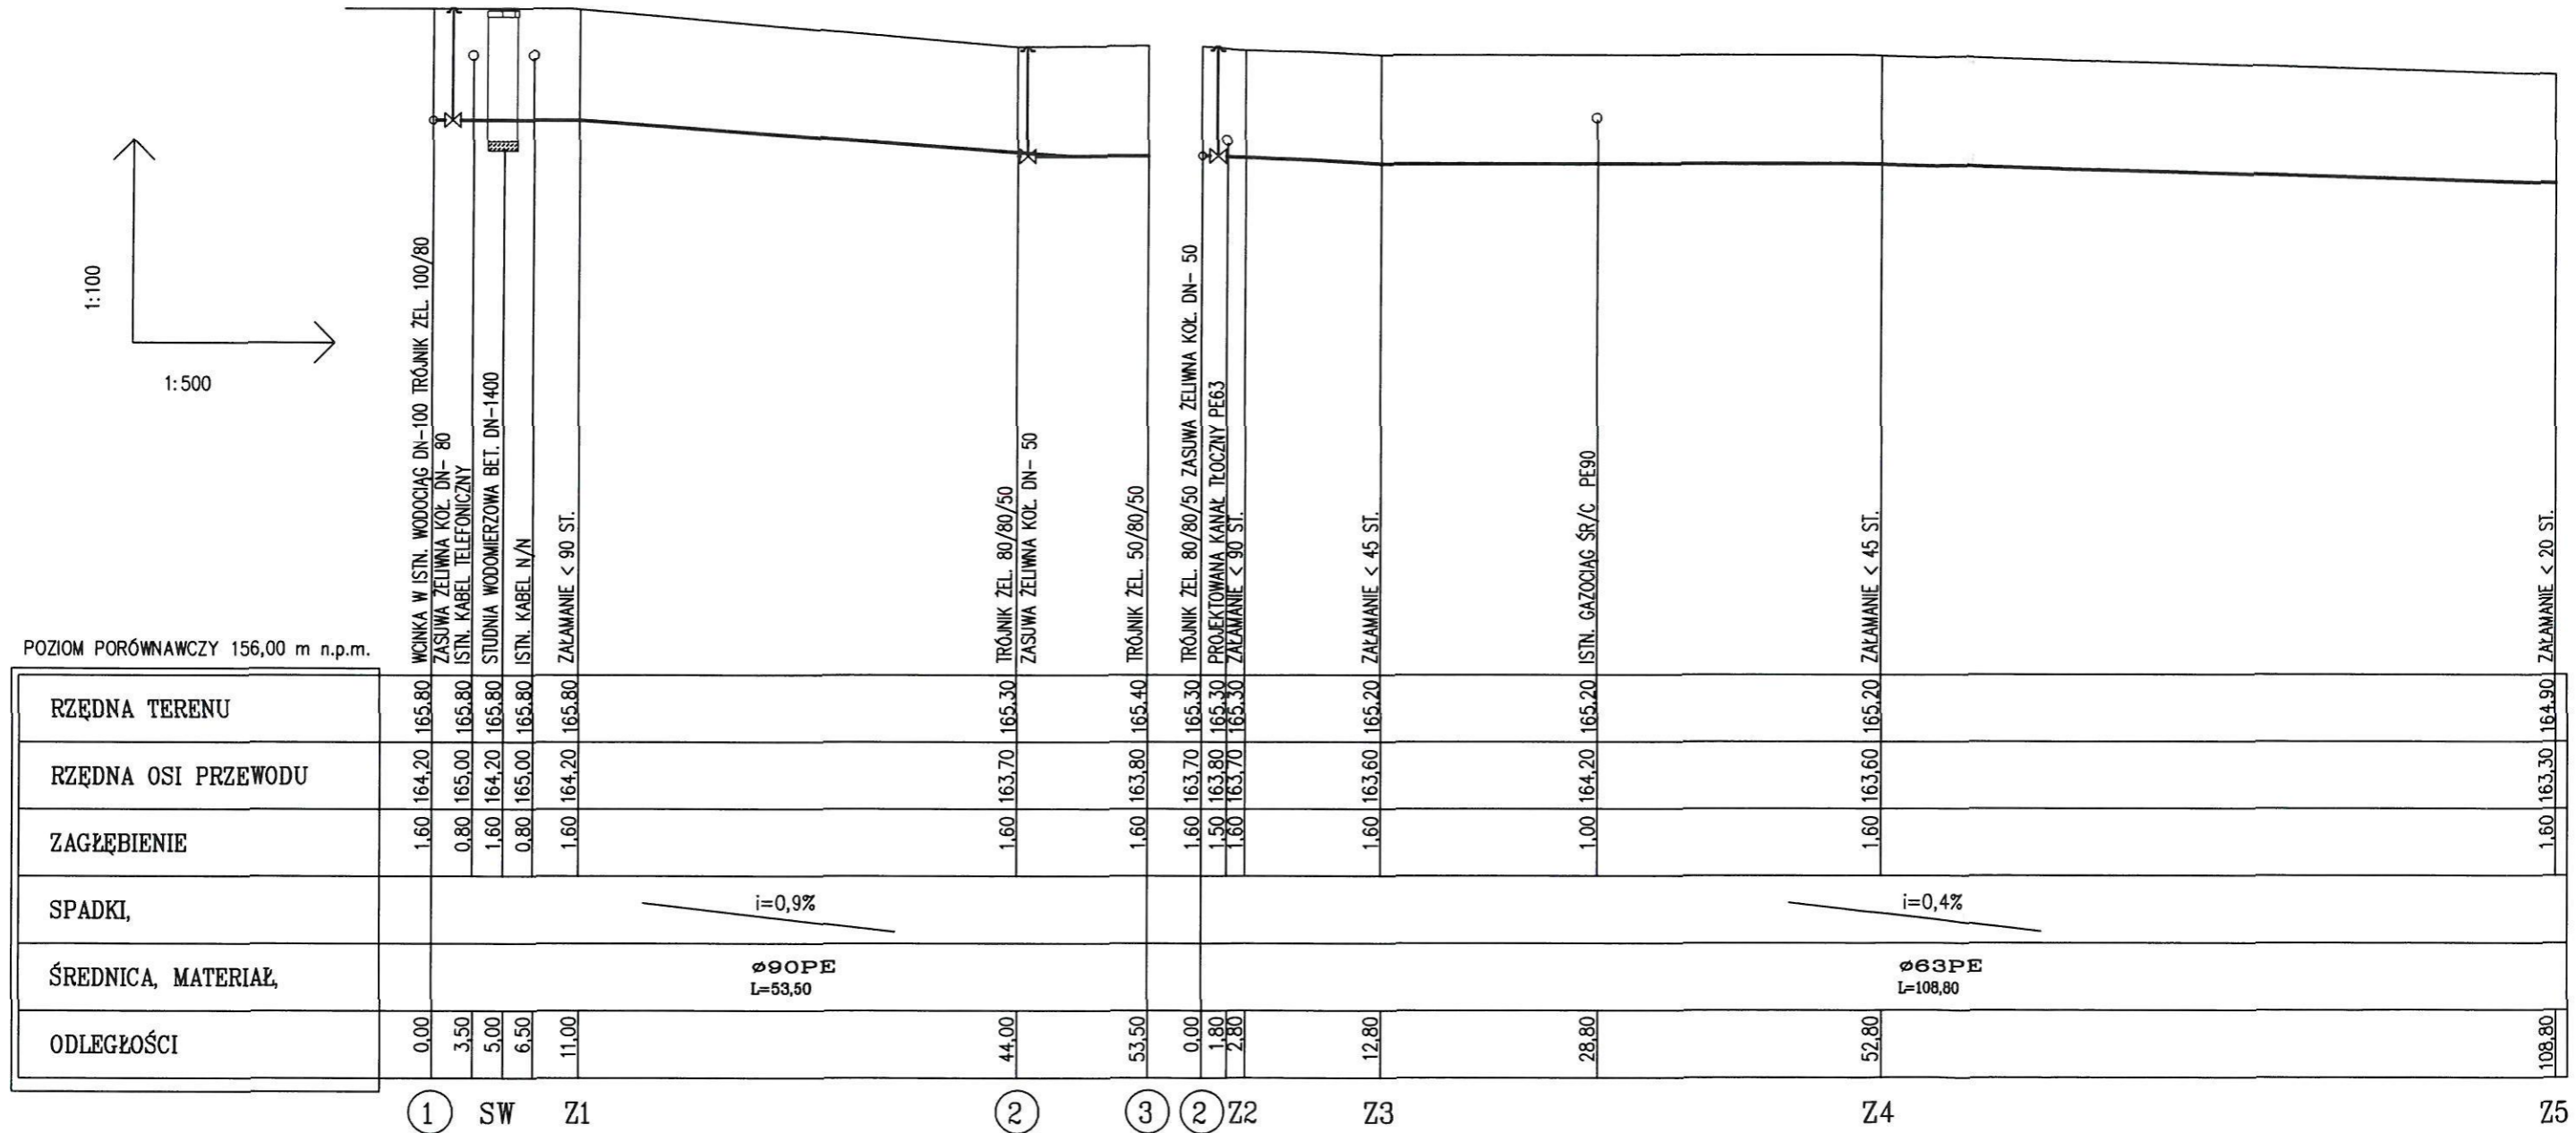 1:100
1:500
WCINKA W ISTN. WODOCIĄG DN-100 TRÓJNIK ŻEL. 100/80
ZASUWA ŻELIWNA KOŁ. DN- 80
ISTN. KABEL TELEFONICZNY
STUDNIA WODOMIERZOWA BET. DN-1400
ISTN. KABEL N/N
ZAŁAMANIE < 90 ST.
TRÓJNIK ŻEL. 80/80/50
ZASUWA ŻELIWNA KOŁ. DN- 50
TRÓJNIK ŻEL. 50/80/50
TRÓJNIK ŻEL. 80/80/50 ZASUWA ŻELIWNA KOŁ. DN- 50
PROJEKTOWANA KANAŁ TŁOCZNY PE63
ZAŁAMANIE < 90 ST.
ZAŁAMANIE < 45 ST.
ISTN. GAZOCIĄG ŚR/C PE90
ZAŁAMANIE < 45 ST.
ZAŁAMANIE < 20 ST.
POZIOM PORÓWNAWCZY 156,00 m n.p.m.
RZĘDNA TERENU 165,80 165,80 165,80 165,80 165,80 165,30 165,40 165,30 165,30 165,30 165,20 165,20 165,20 164,90
RZĘDNA OSI PRZEWODU 164,20 165,00 164,20 165,00 164,20 163,70 163,80 163,70 163,80 163,70 163,60 164,20 163,60 163,30
ZAGŁĘBIENIE 1,60 0,80 1,60 0,80 1,60 1,60 1,60 1,60 1,50 1,60 1,60 1,00 1,60 1,60
SPADKI, i=0,9% i=0,4%
ŚREDNICA, MATERIAŁ, ø90PE ø63PE
L=53,50 L=108,80
ODLEGŁOŚCI 0,00 3,50 5,00 6,50 11,00 44,00 53,50 0,00 1,80 2,80 12,80 28,80 52,80 108,80
1 SW Z1 2 3 2 Z2 Z3 Z4 Z5